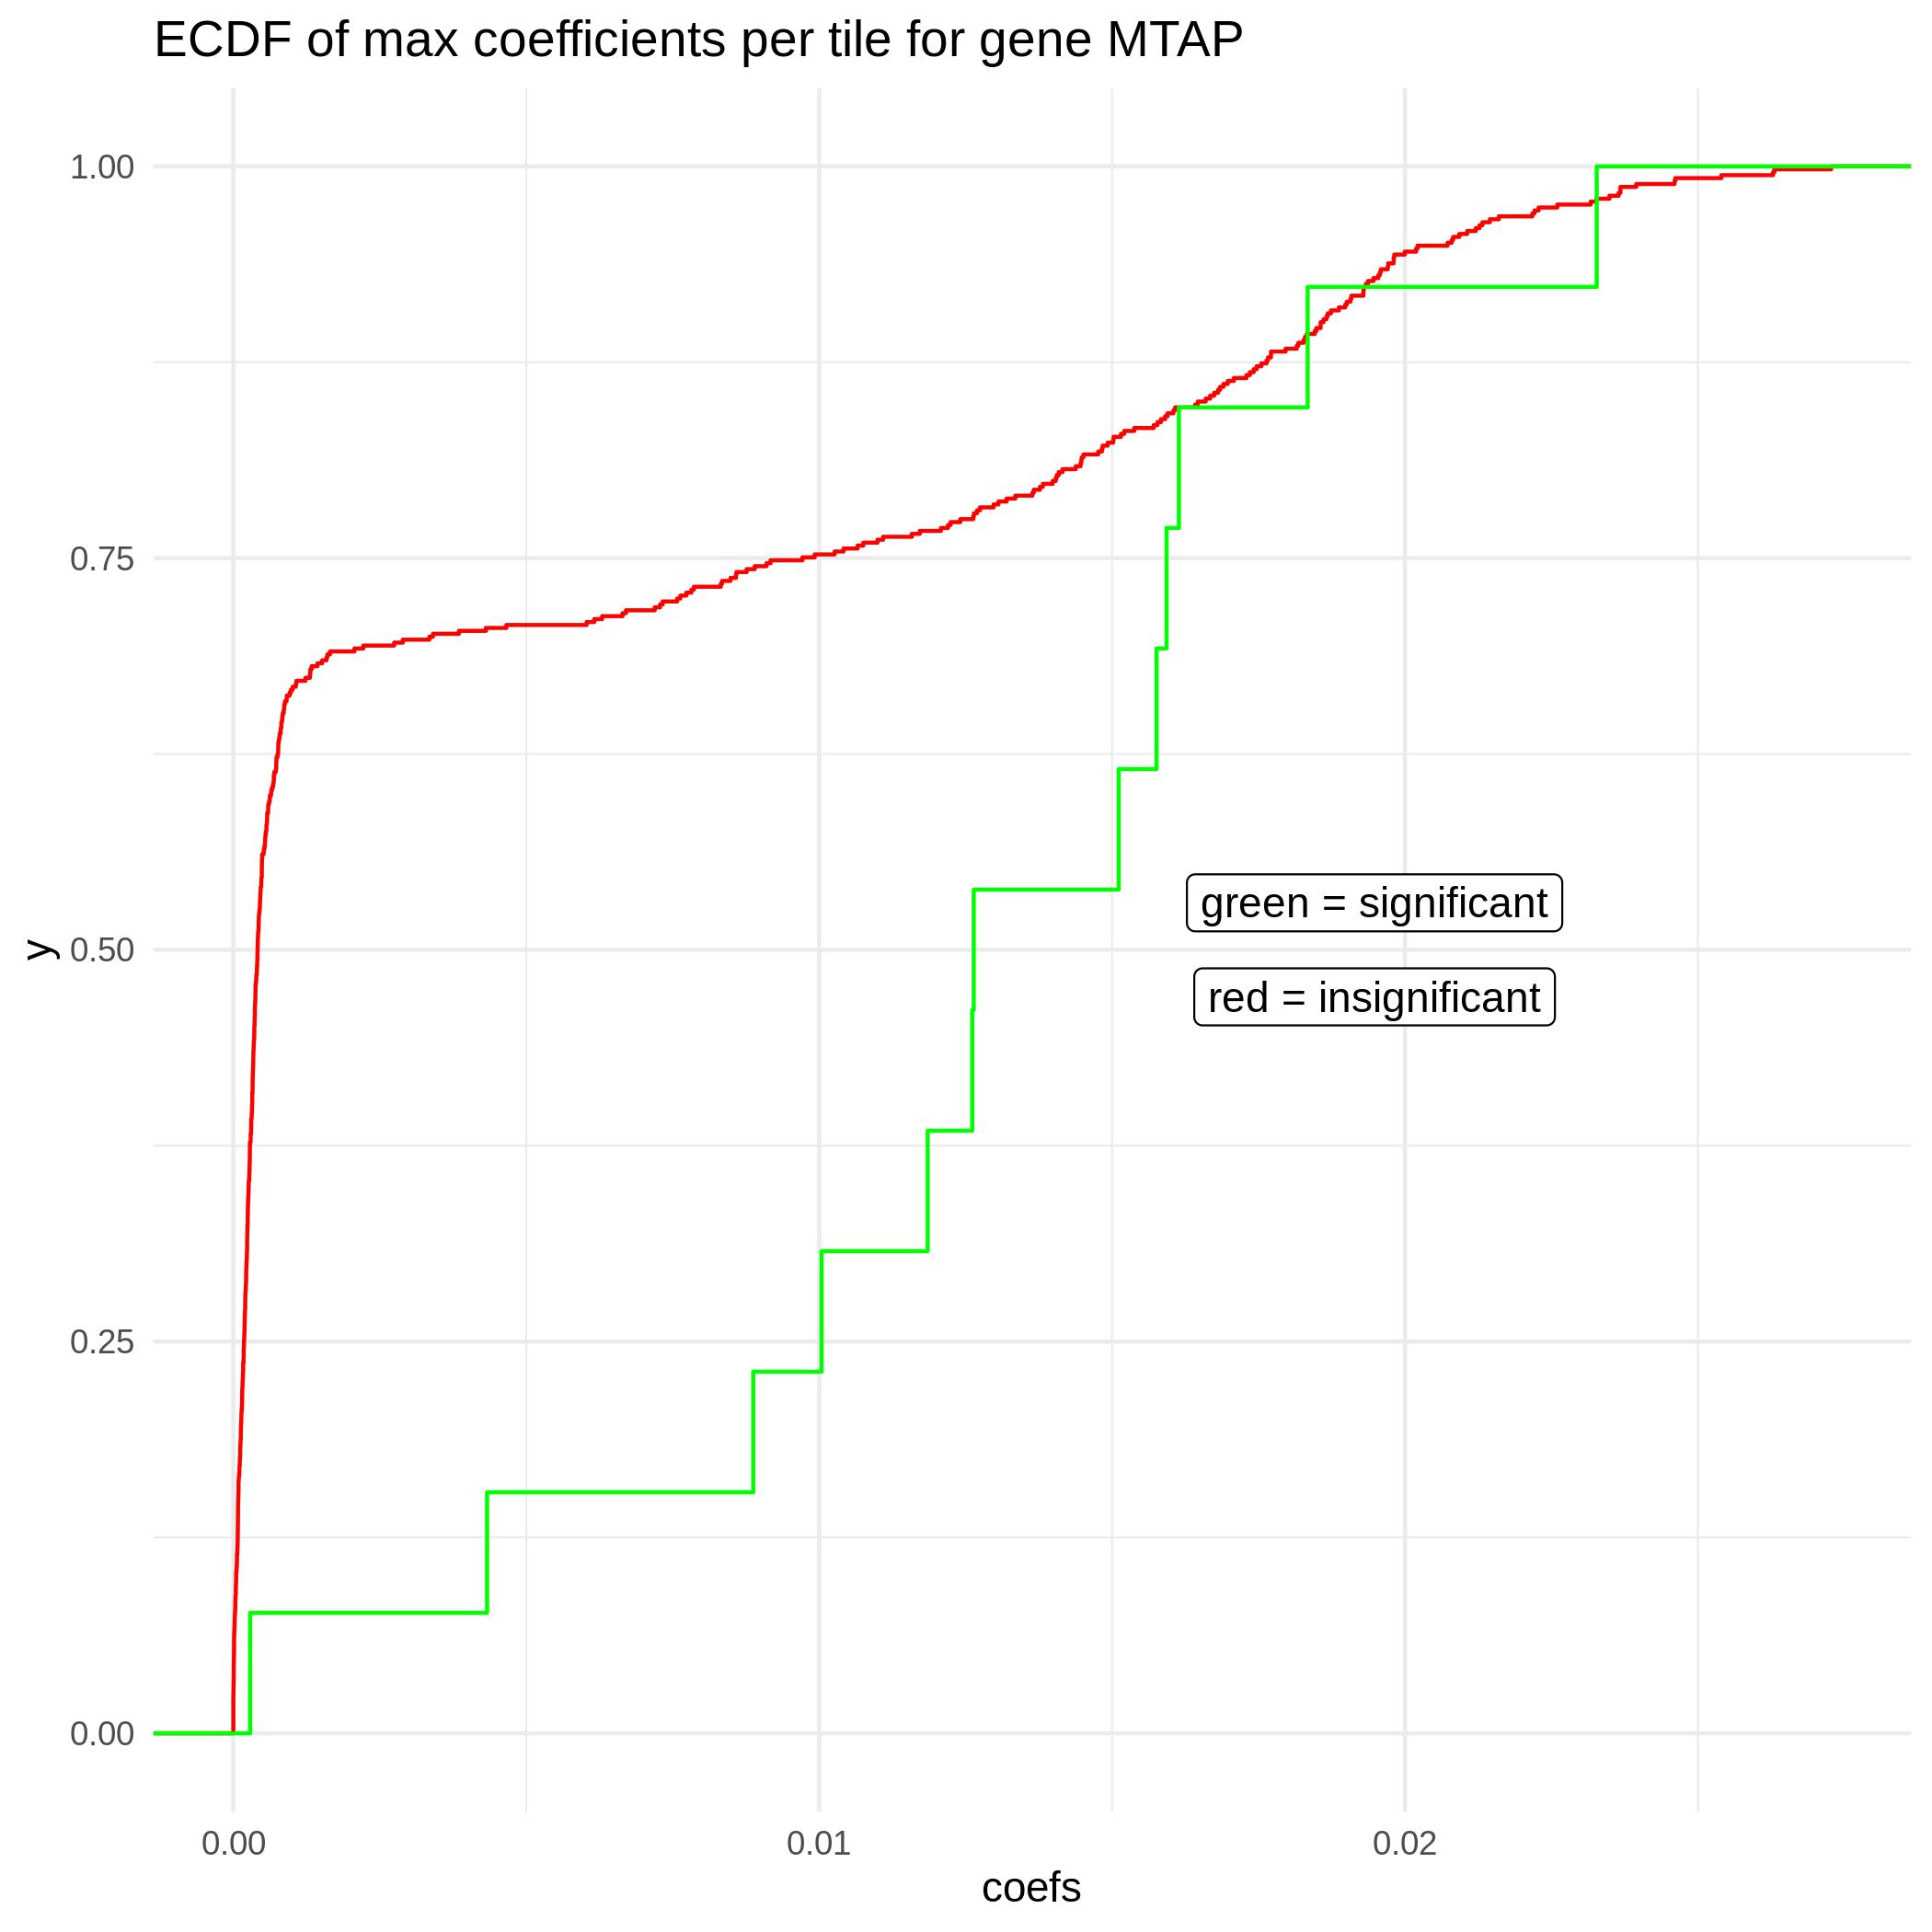 ECDF of max coefficients per tile for gene MTAP
1.00
0.75
0.50
0.25
0.00
y
green = significant
red = insignificant
0.00 0.01 0.02
coefs